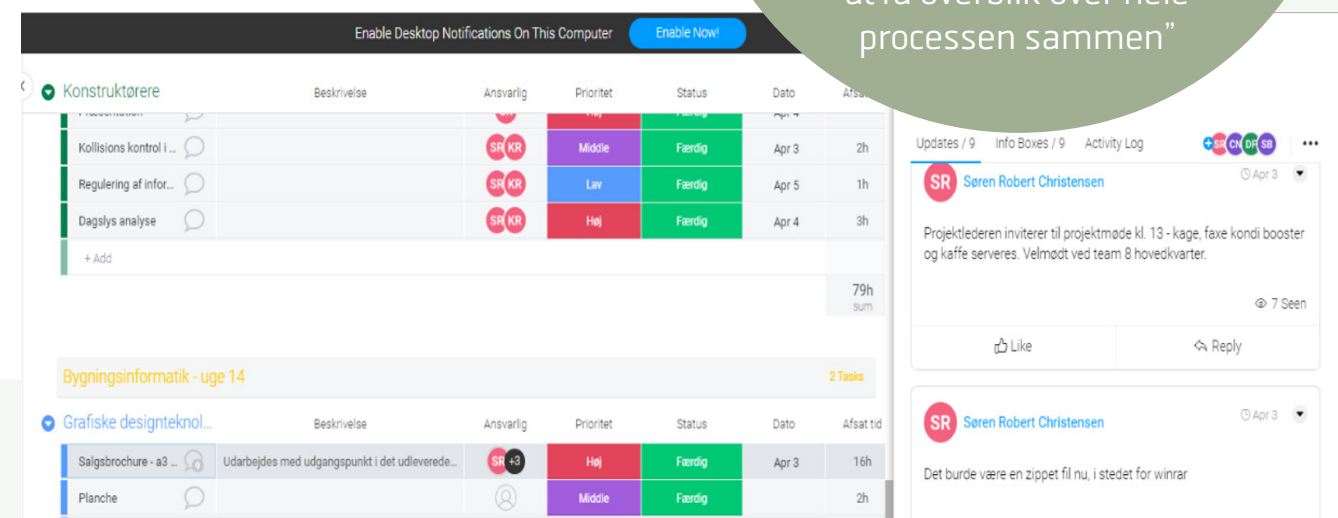 processen sammen”
Enable Desktop Notifications On This Computer Enable Now!
Konstruktørere Beskrivelse Ansvarlig Prioritet Status Dato
SR Høj Færdig Apr 4
Kollisions kontrol i ... SR KR Middle Færdig Apr 3 2h
Regulering af infor... SR KR Lav Færdig Apr 5 1h
Dagslys analyse SR KR Høj Færdig Apr 4 3h
+ Add
79h
sum
Bygningsinformatik - uge 14 2 Tasks
Grafiske designteknol... Beskrivelse Ansvarlig Prioritet Status Dato Afsat tid
Salgsbrochure - a3 ... Udarbejdes med udgangspunkt i det udleverede... SR +3 Høj Færdig Apr 3 16h
Planche Middle Færdig 2h
Updates / 9 Info Boxes / 9 Activity Log SR CN DF SB
SR Søren Robert Christensen Apr 3
Projektlederen inviterer til projektmøde kl. 13 - kage, faxe kondi booster
og kaffe serveres. Velmødt ved team 8 hovedkvarter.
7 Seen
Like Reply
SR Søren Robert Christensen Apr 3
Det burde være en zippet fil nu, i stedet for winrar